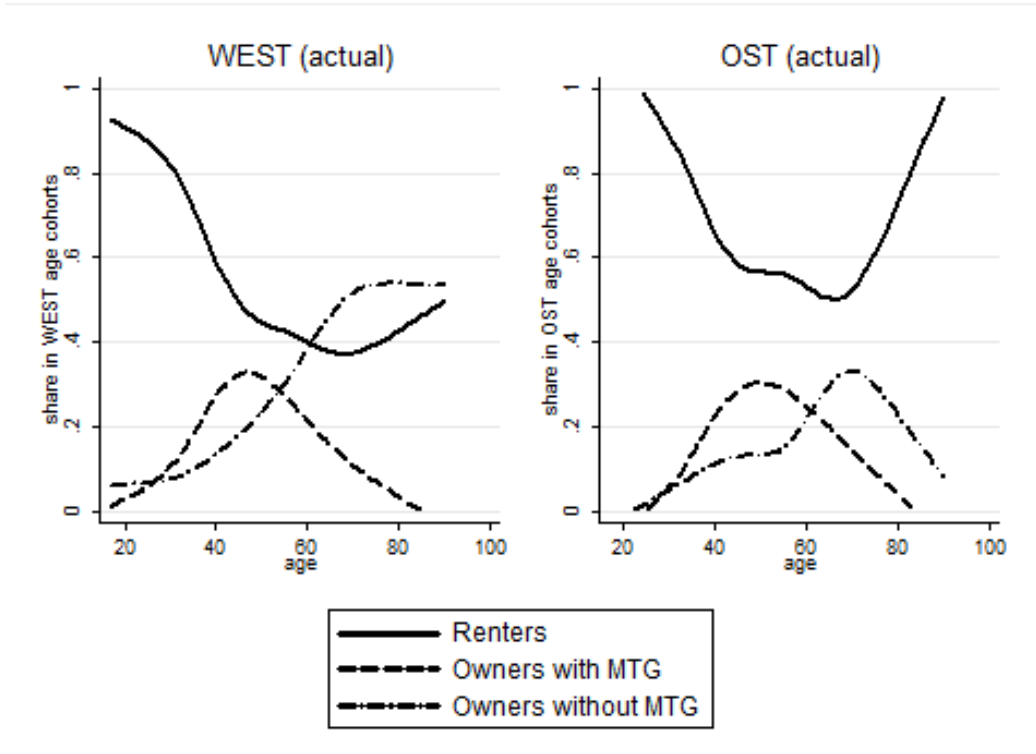 WEST (actual)
share in WEST age cohorts
1
.8
.6
.4
.2
0
20 40 60 80 100
age
OST (actual)
share in OST age cohorts
1
.8
.6
.4
.2
0
20 40 60 80 100
age
Renters
Owners with MTG
Owners without MTG